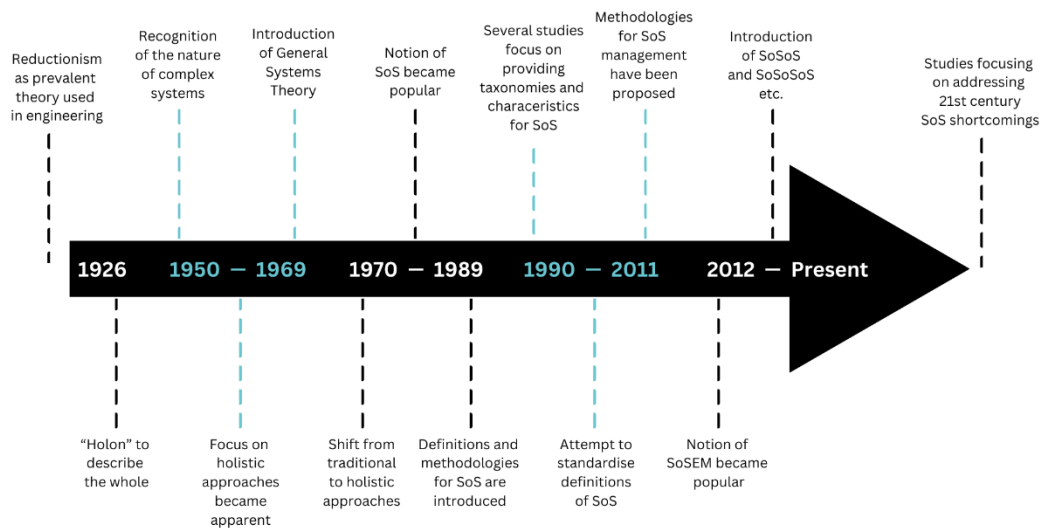 Reductionism
as prevalent
theory used
in engineering
Recognition
of the nature
of complex
systems
Introduction
of General
Systems
Theory
Notion of
SoS became
popular
Several studies
focus on
providing
taxonomies and
characeristics
for SoS
Methodologies
for SoS
management
have been
proposed
Introduction
of SoSoS
and SoSoSoS
etc.
Studies focusing
on addressing
21st century
SoS shortcomings
1926
1950 — 1969
1970 — 1989
1990 — 2011
2012 — Present
“Holon” to
describe
the whole
Focus on
holistic
approaches
became
apparent
Shift from
traditional
to holistic
approaches
Definitions and
methodologies
for SoS are
introduced
Attempt to
standardise
definitions
of SoS
Notion of
SoSEM became
popular